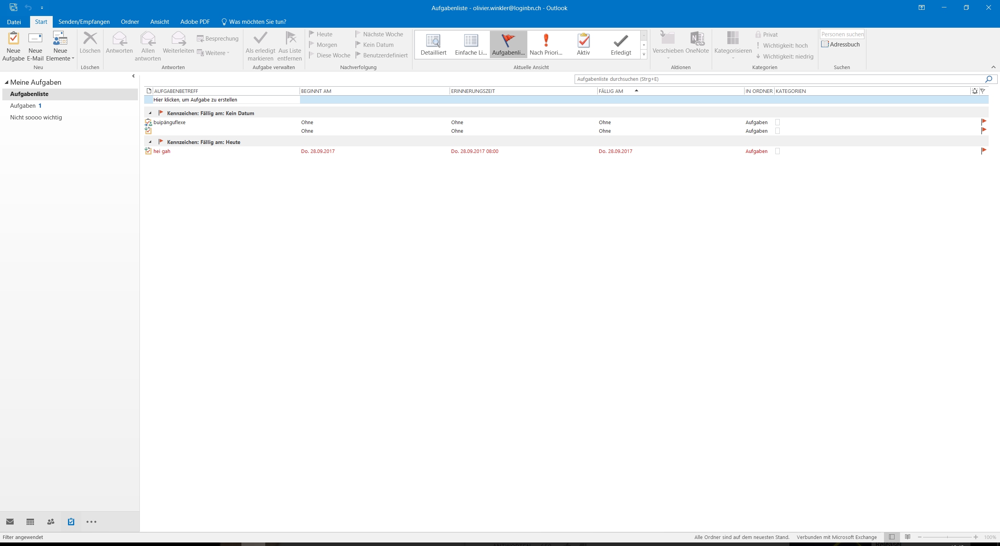 Aufgabenliste - olivier.winkler@loginbn.ch - Outlook
Datei Start Senden/Empfangen Ordner Ansicht Adobe PDF Was möchten Sie tun?
Neue Aufgabe
Neue E-Mail
Neue Elemente
Neu
Löschen
Löschen
Antworten
Allen antworten
Weiterleiten
Besprechung
Weitere
Antworten
Als erledigt markieren
Aus Liste entfernen
Aufgabe verwalten
Heute
Morgen
Diese Woche
Nächste Woche
Kein Datum
Benutzerdefiniert
Nachverfolgung
Detailliert
Einfache Li...
Aufgabenli...
Nach Priori...
Aktiv
Erledigt
Aktuelle Ansicht
Verschieben
OneNote
Aktionen
Kategorisieren
Privat
Wichtigkeit: hoch
Wichtigkeit: niedrig
Kategorien
Personen suchen
Adressbuch
Suchen
Meine Aufgaben
Aufgabenliste
Aufgaben 1
Nicht soooo wichtig
Aufgabenliste durchsuchen (Strg+E)
AUFGABENBETREFF BEGINNT AM ERINNERUNGSZEIT FÄLLIG AM IN ORDNER KATEGORIEN
Hier klicken, um Aufgabe zu erstellen
Kennzeichen: Fällig am: Kein Datum
buipänguflexe Ohne Ohne Ohne Aufgaben
Ohne Ohne Ohne Aufgaben
Kennzeichen: Fällig am: Heute
hei gah Do. 28.09.2017 Do. 28.09.2017 08:00 Do. 28.09.2017 Aufgaben
Filter angewendet
Alle Ordner sind auf dem neuesten Stand. Verbunden mit Microsoft Exchange 100%